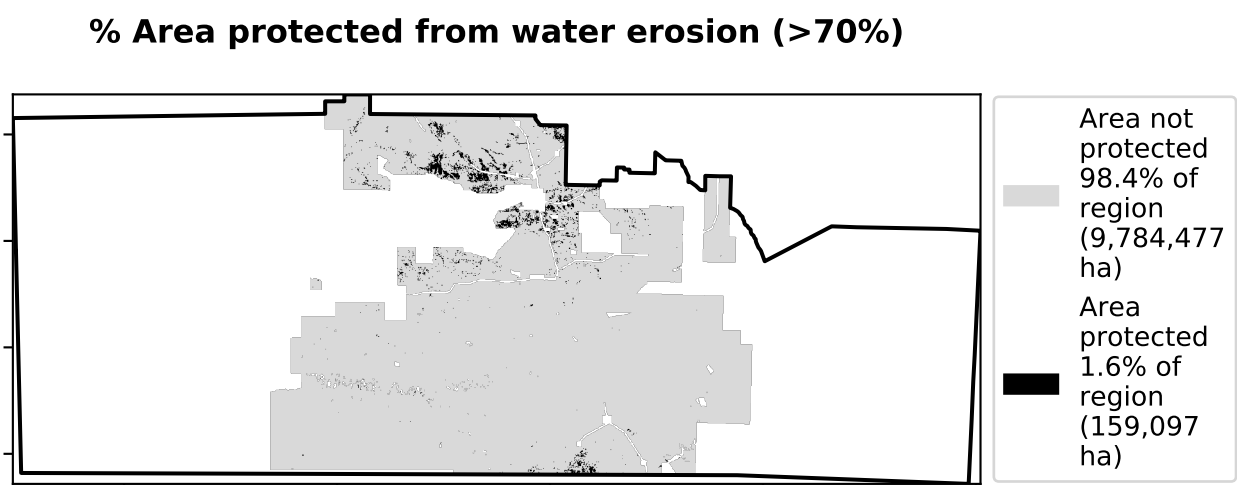 % Area protected from water erosion (>70%)
Area not
protected
98.4% of
region
(9,784,477
ha)
Area
protected
1.6% of
region
(159,097
ha)